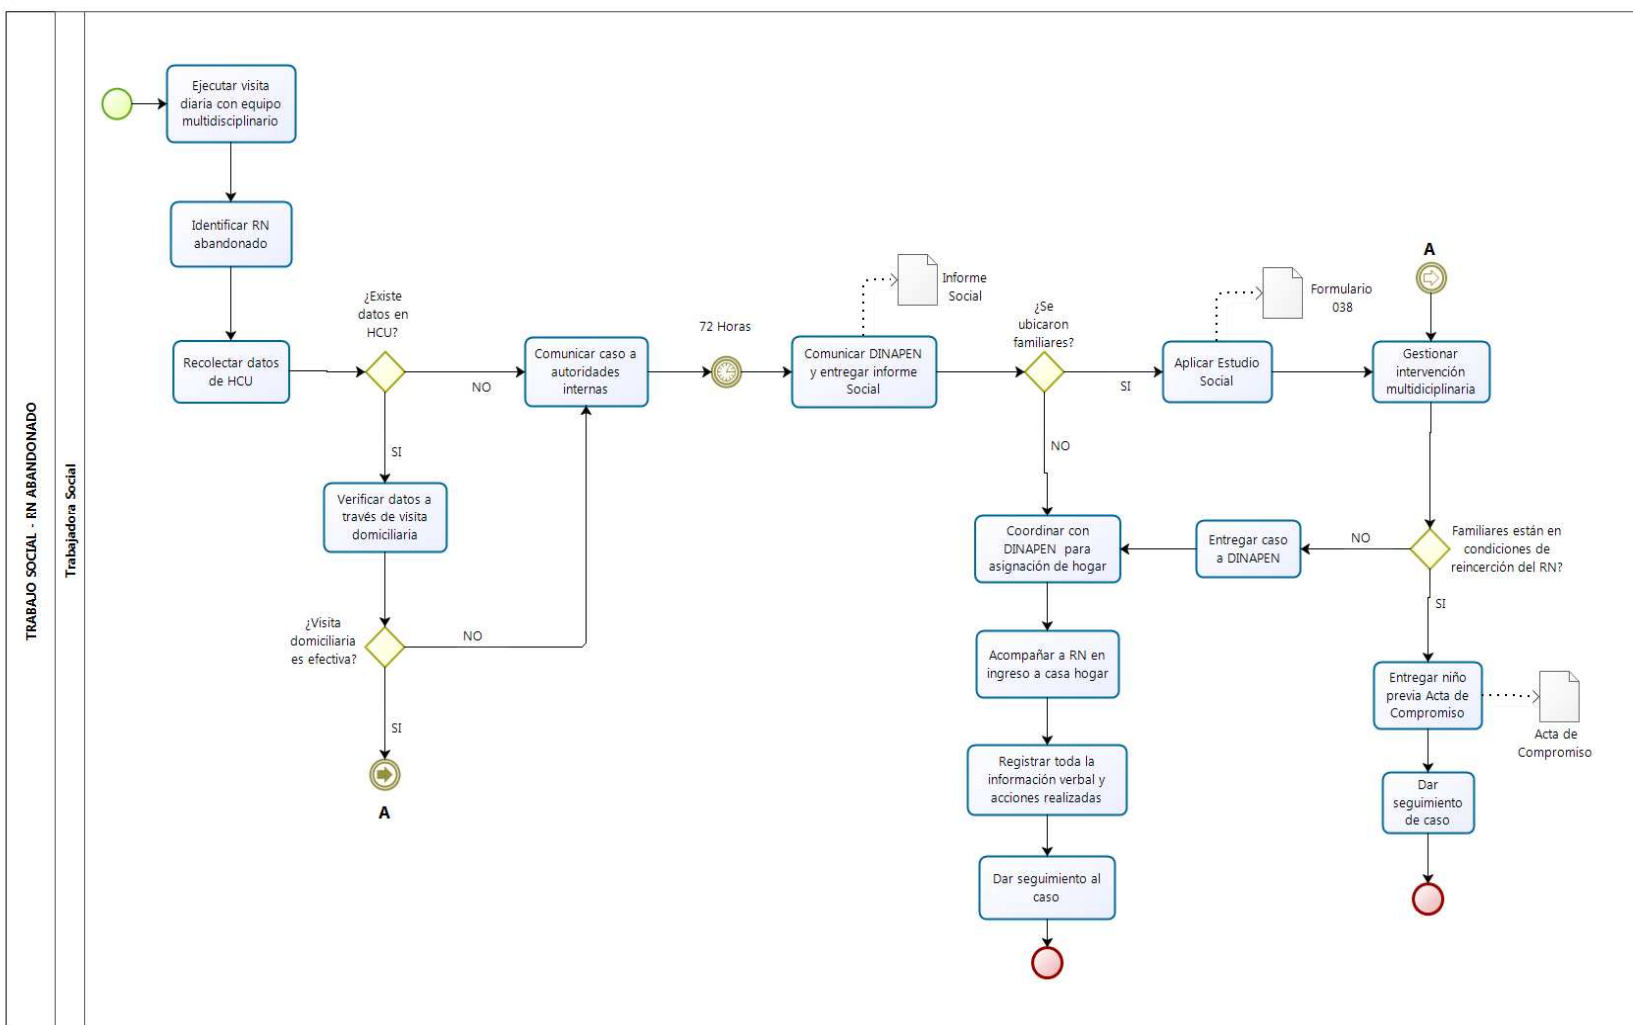 TRABAJO SOCIAL - RN ABANDONADO
Trabajadora Social
Ejecutar visita
diaria con equipo
multidisciplinario
Identificar RN
abandonado
Recolectar datos
de HCU
¿Existe
datos en
HCU?
NO
SI
Verificar datos a
través de visita
domiciliaria
¿Visita
domiciliaria
es efectiva?
NO
SI
A
Comunicar caso a
autoridades
internas
72 Horas
Comunicar DINAPEN
y entregar informe
Social
Informe
Social
¿Se
ubicaron
familiares?
SI
NO
Aplicar Estudio
Social
Formulario
038
A
Gestionar
intervención
multidiciplinaria
Familiares están en
condiciones de
reincerción del RN?
NO
SI
Entregar caso
a DINAPEN
Coordinar con
DINAPEN para
asignación de hogar
Acompañar a RN en
ingreso a casa hogar
Registrar toda la
información verbal y
acciones realizadas
Dar seguimiento al
caso
Entregar niño
previa Acta de
Compromiso
Acta de
Compromiso
Dar
seguimiento
de caso